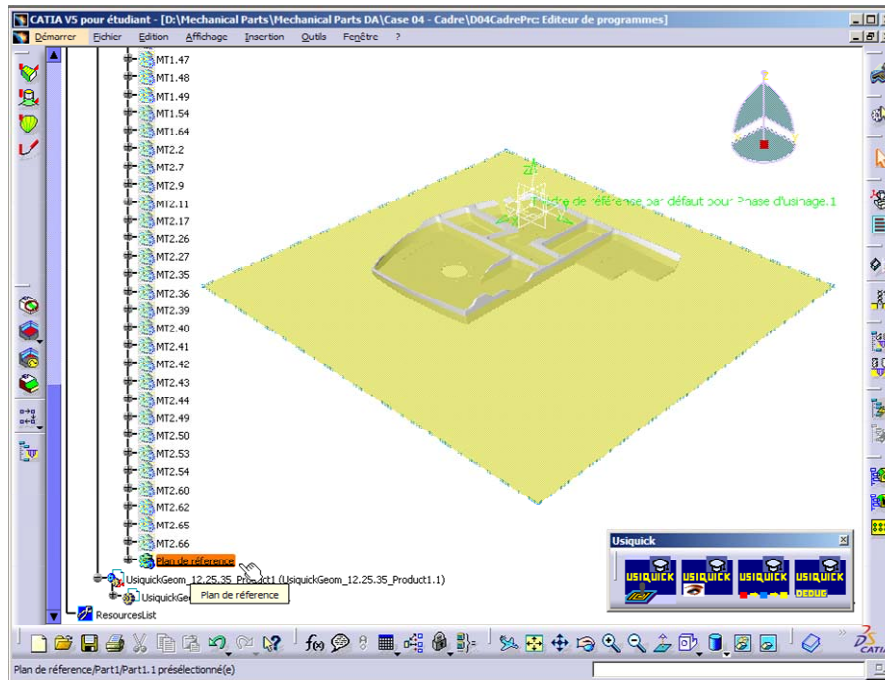 CATIA V5 pour étudiant - [D:\Mechanical Parts\Mechanical Parts DA\Case 04 - Cadre\D04CadrePrc: Editeur de programmes]
Démarrer Fichier Edition Affichage Insertion Outils Fenêtre ?
MT1.47
MT1.48
MT1.49
MT1.54
MT1.64
MT2.2
MT2.7
MT2.9
MT2.11
MT2.17
MT2.26
MT2.27
MT2.35
MT2.36
MT2.39
MT2.40
MT2.41
MT2.42
MT2.43
MT2.44
MT2.49
MT2.50
MT2.53
MT2.54
MT2.60
MT2.62
MT2.65
MT2.66
Plan de réference
UsiquickGeom_12.25.35_Product1 (UsiquickGeom_12.25.35_Product1.1)
UsiquickGe
Plan de réference
ResourcesList
de référence par défaut pour Phase d'usinage.1
Usiquick
USIQUICK USIQUICK USIQUICK USIQUICK
DEBUG
Plan de réference/Part1/Part1.1 présélectionné(e)
CATIA